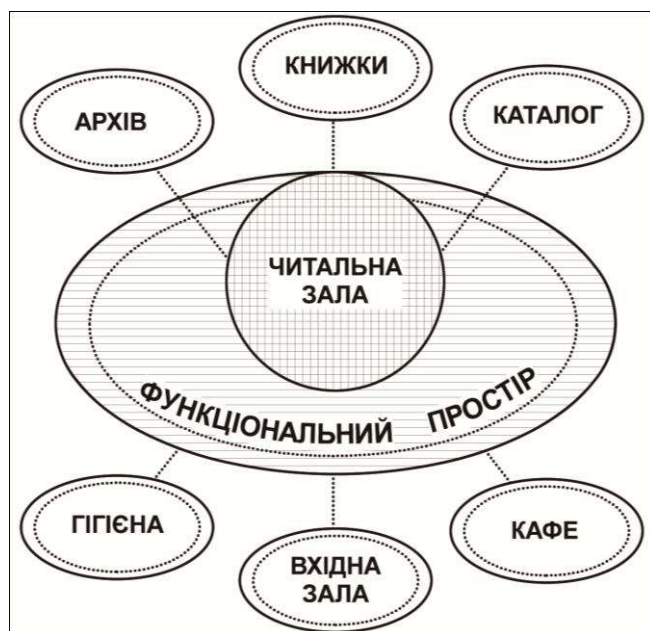 КНИЖКИ
АРХІВ
КАТАЛОГ
ЧИТАЛЬНА
ЗАЛА
ФУНКЦІОНАЛЬНИЙ ПРОСТІР
ГІГІЄНА
ВХІДНА
ЗАЛА
КАФЕ